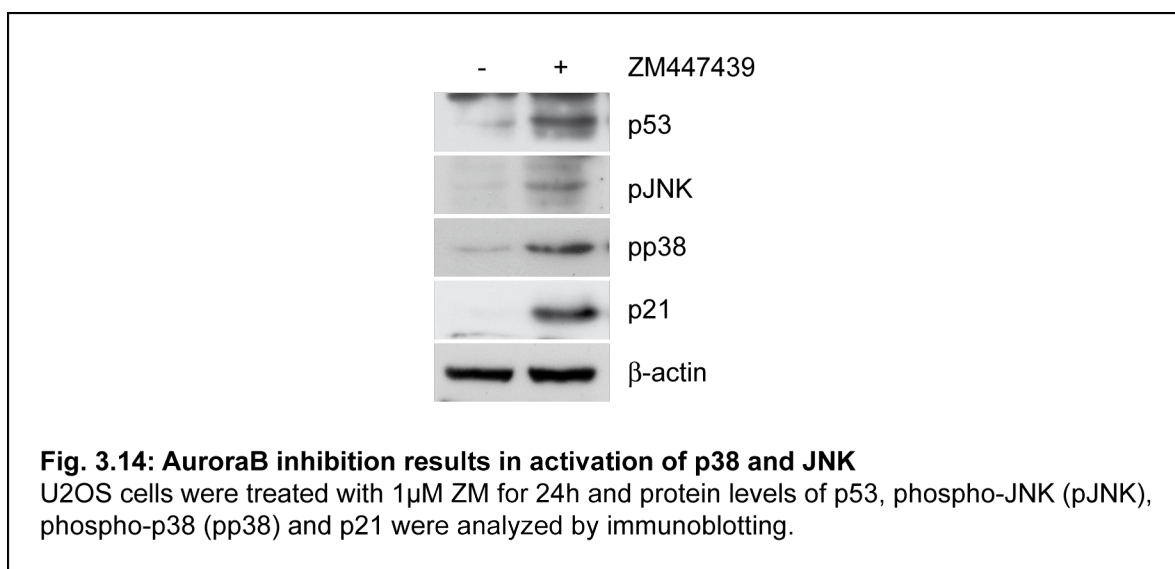 - + ZM447439
p53
pJNK
pp38
p21
β-actin
Fig. 3.14: AuroraB inhibition results in activation of p38 and JNK
U2OS cells were treated with 1µM ZM for 24h and protein levels of p53, phospho-JNK (pJNK),
phospho-p38 (pp38) and p21 were analyzed by immunoblotting.